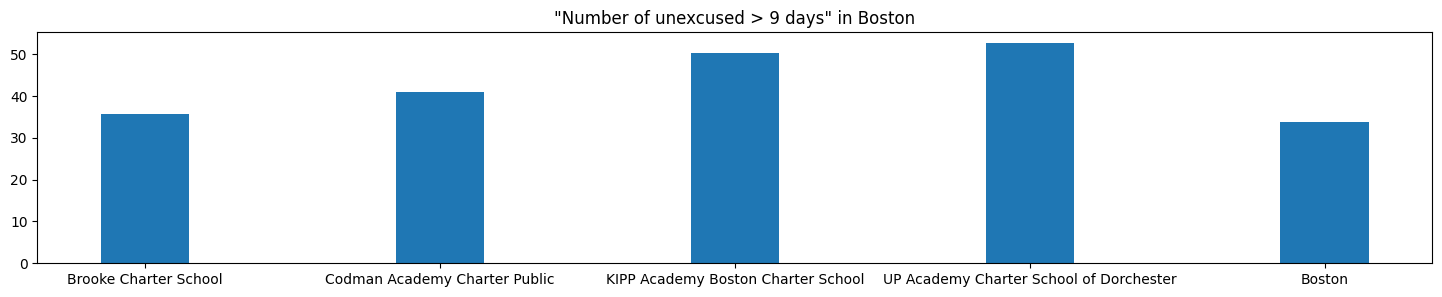 "Number of unexcused > 9 days" in Boston
50
40
30
20
10
0
Brooke Charter School
Codman Academy Charter Public
KIPP Academy Boston Charter School
UP Academy Charter School of Dorchester
Boston